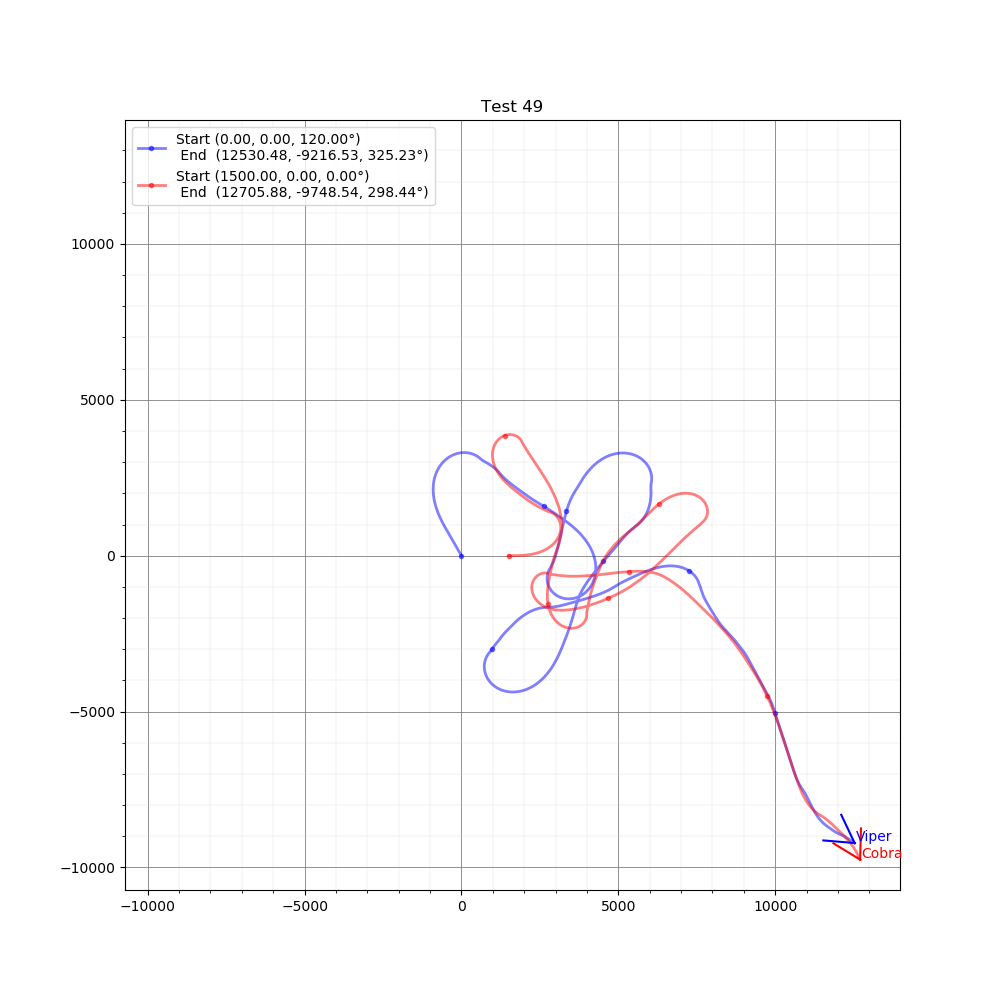 Test 49
Start (0.00, 0.00, 120.00°)
End  (12530.48, -9216.53, 325.23°)
Start (1500.00, 0.00, 0.00°)
End  (12705.88, -9748.54, 298.44°)
10000
5000
0
−5000
−10000
Viper
Cobra
−10000
−5000
0
5000
10000